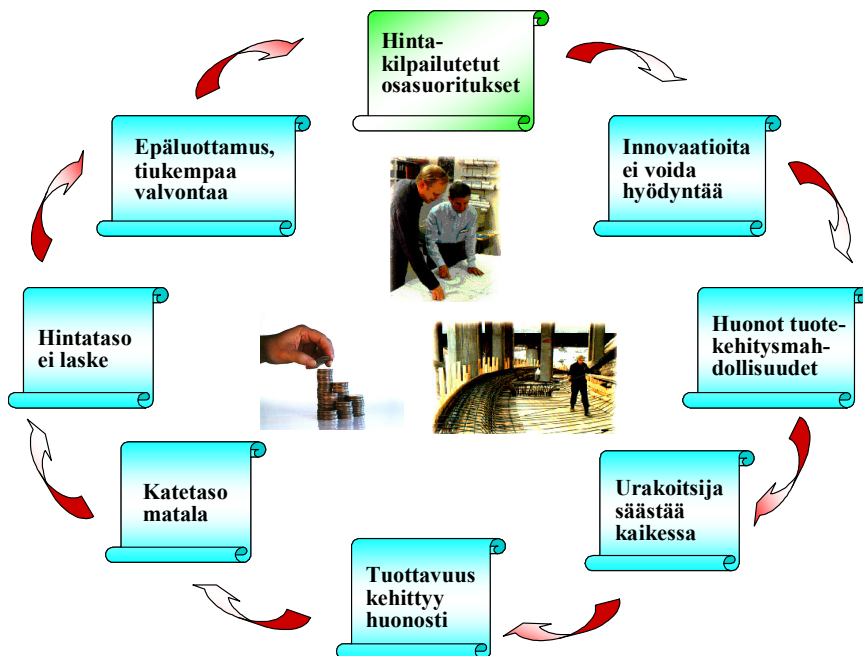 Hinta-
kilpailutetut
osasuoritukset
Innovaatioita
ei voida
hyödyntää
Huonot tuote-
kehitysmah-
dollisuudet
Urakoitsija
säästää
kaikessa
Tuottavuus
kehittyy
huonosti
Katetaso
matala
Hintataso
ei laske
Epäluottamus,
tiukempaa
valvontaa